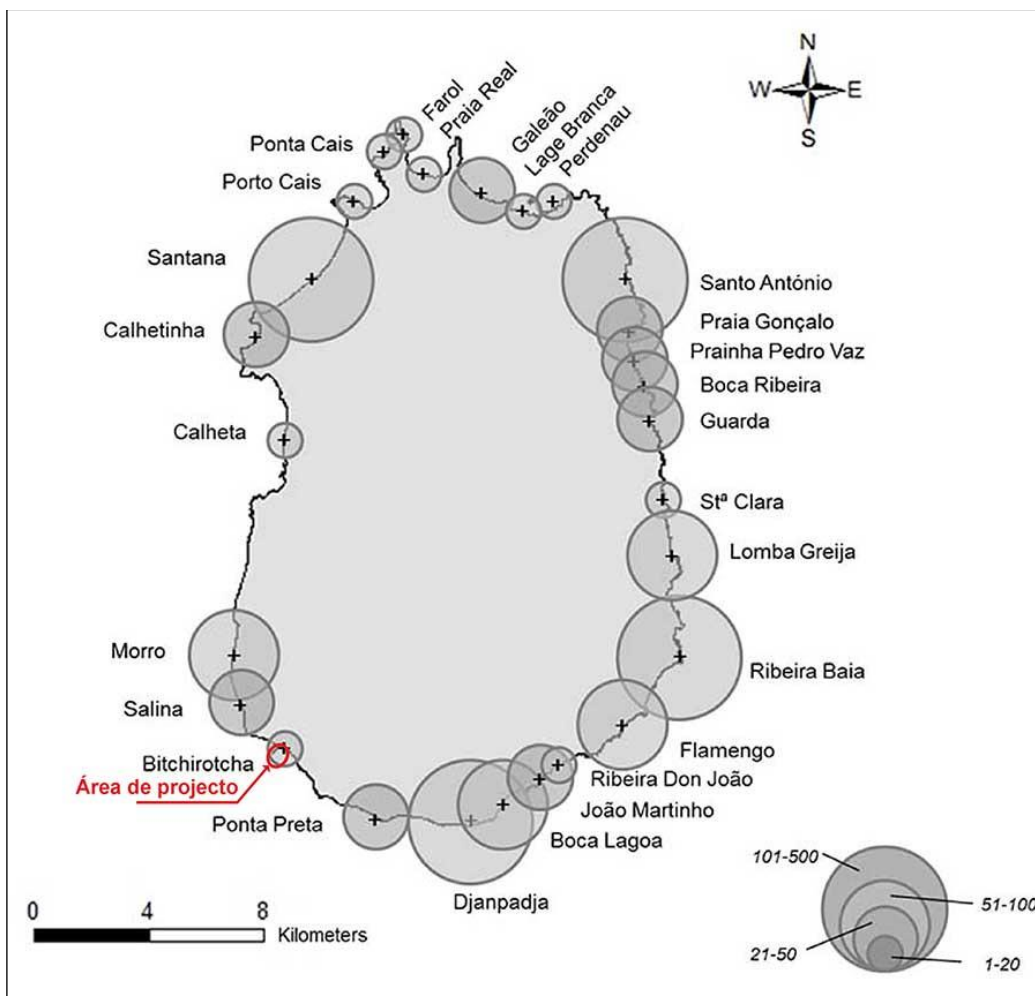 N
W E
S
Farol
Praia Real
Galeão
Lage Branca
Perdenau
Ponta Cais
Porto Cais
Santana
Calhetinha
Calheta
Morro
Salina
Bitchirotcha
Área de projecto
Ponta Preta
Djanpadja
Boca Lagoa
João Martinho
Ribeira Don João
Flamengo
Ribeira Baia
Lomba Greija
Stª Clara
Guarda
Boca Ribeira
Prainha Pedro Vaz
Praia Gonçalo
Santo António
0 4 8
Kilometers
101-500
51-100
21-50
1-20